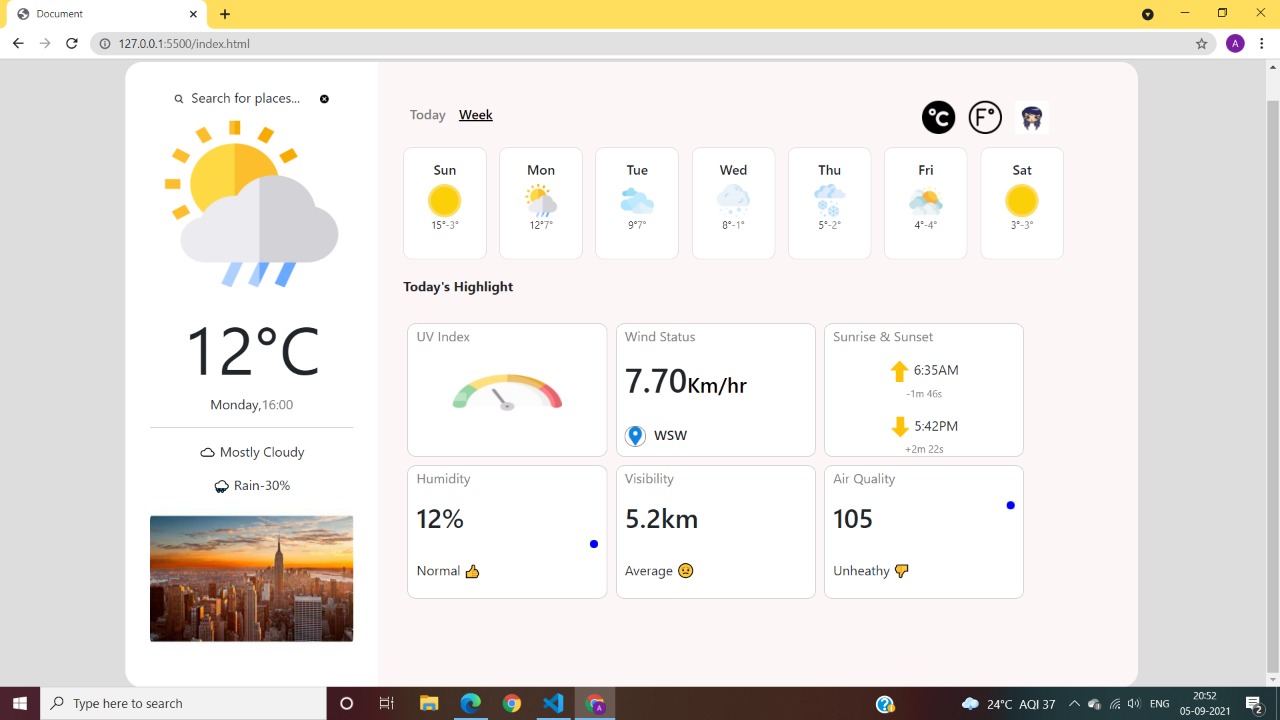 Document
127.0.0.1:5500/index.html
A
Search for places...
Today Week
°C F°
Sun Mon Tue Wed Thu Fri Sat
15°-3° 12°7° 9°7° 8°-1° 5°-2° 4°-4° 3°-3°
12°C
Monday,16:00
Mostly Cloudy
Rain-30%
Today's Highlight
UV Index
Wind Status
7.70Km/hr
WSW
Sunrise & Sunset
6:35AM
-1m 46s
5:42PM
+2m 22s
Humidity
12%
Normal 👍
Visibility
5.2km
Average 😐
Air Quality
105
Unheathy 👎
Type here to search
A
24°C AQI 37
ENG
20:52
05-09-2021
2